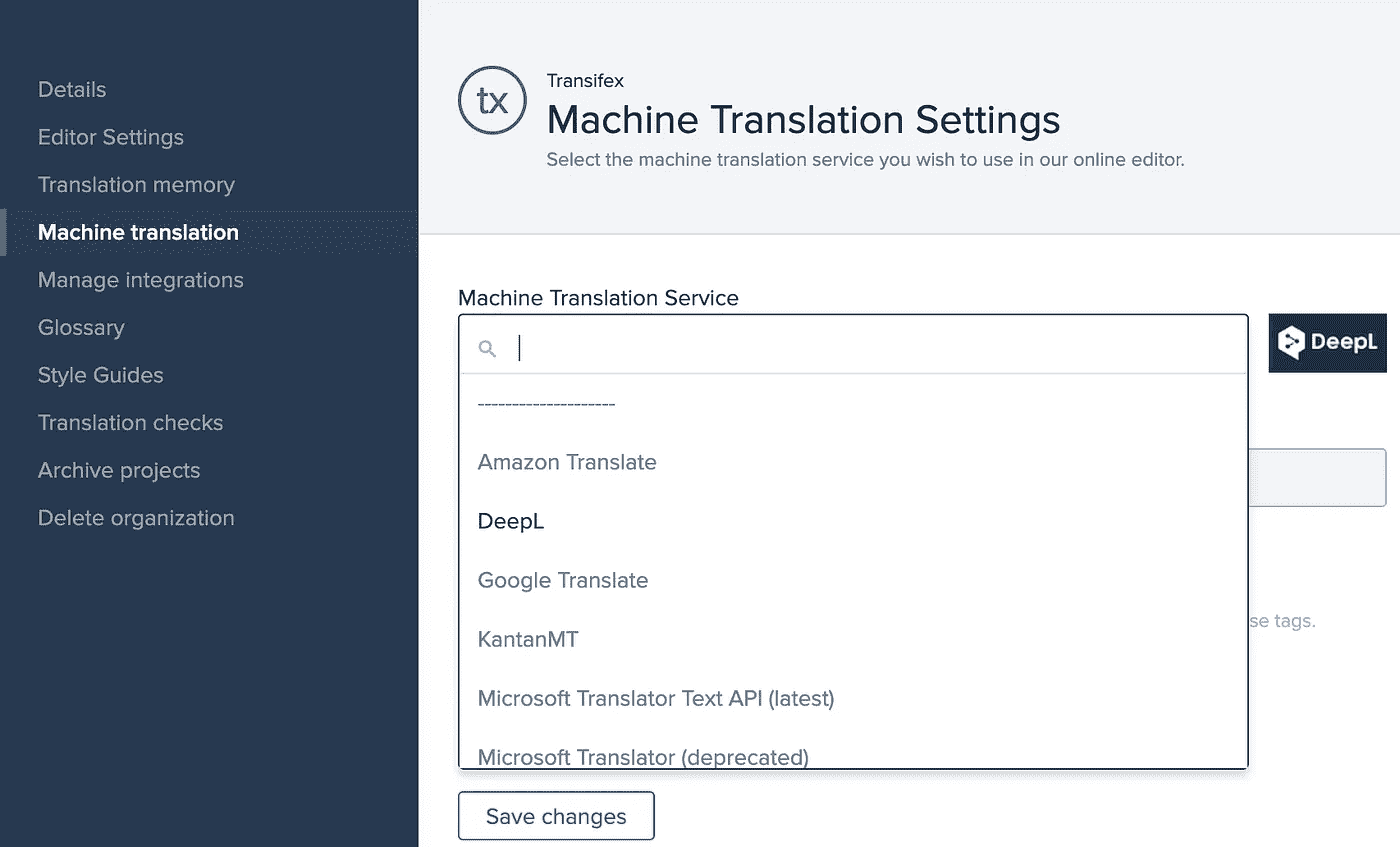 Details
Editor Settings
Translation memory
Machine translation
Manage integrations
Glossary
Style Guides
Translation checks
Archive projects
Delete organization
tx
Transifex
Machine Translation Settings
Select the machine translation service you wish to use in our online editor.
Machine Translation Service
DeepL
--------------------
Amazon Translate
DeepL
Google Translate
KantanMT
Microsoft Translator Text API (latest)
Microsoft Translator (deprecated)
se tags.
Save changes